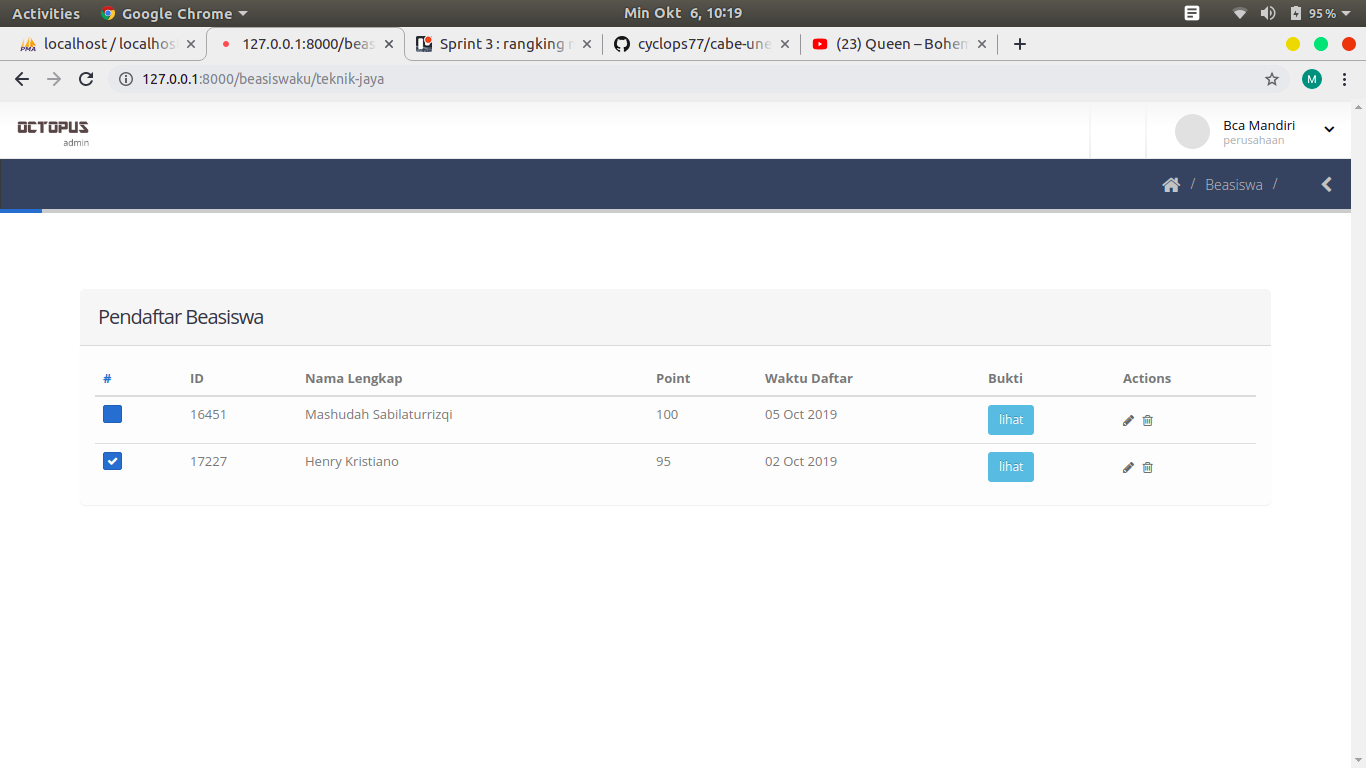 Activities Google Chrome Min Okt 6, 10:19 95%
localhost / localhos 127.0.0.1:8000/beas Sprint 3 : rangking cyclops77/cabe-une (23) Queen – Bohem
127.0.0.1:8000/beasiswaku/teknik-jaya M
OCTOPUS
admin
Bca Mandiri
perusahaan
/ Beasiswa /
Pendaftar Beasiswa
# ID Nama Lengkap Point Waktu Daftar Bukti Actions
16451 Mashudah Sabilaturrizqi 100 05 Oct 2019 lihat
17227 Henry Kristiano 95 02 Oct 2019 lihat